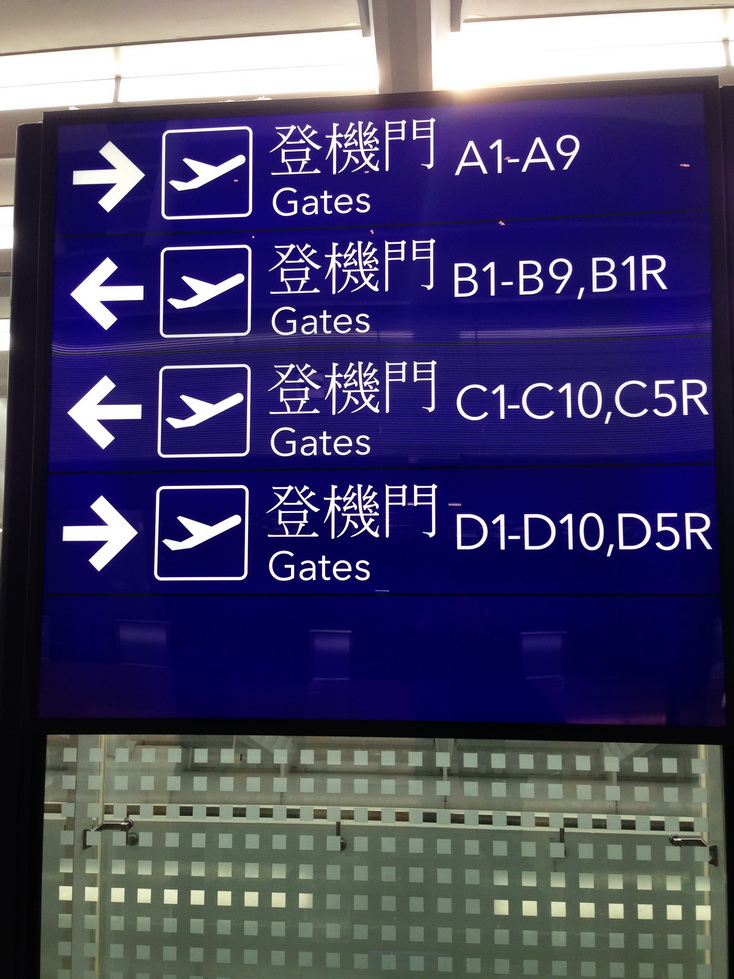 登機門 A1-A9
Gates
登機門 B1-B9,B1R
Gates
登機門 C1-C10,C5R
Gates
登機門 D1-D10,D5R
Gates